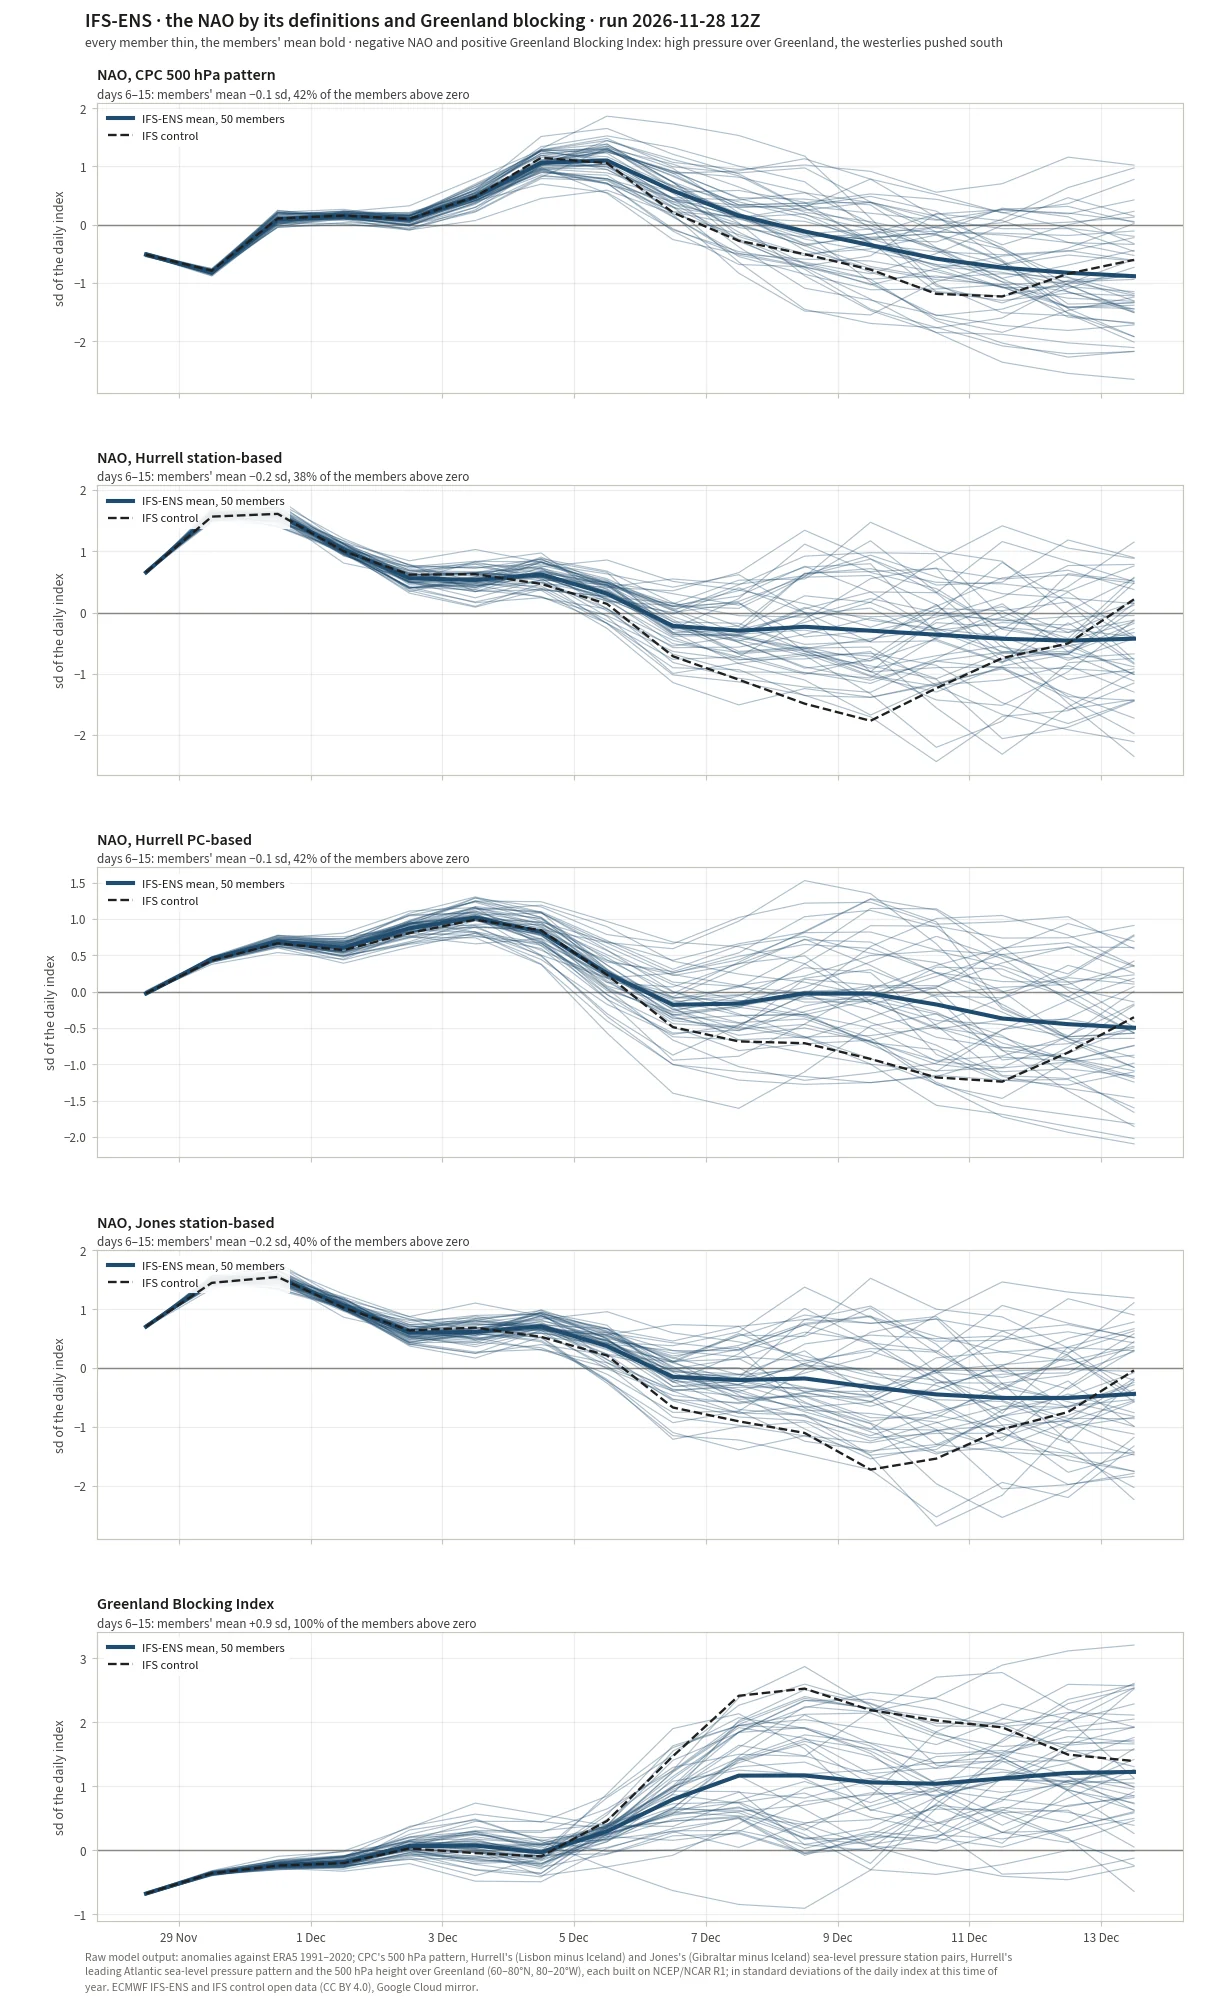 IFS-ENS · the NAO by its definitions and Greenland blocking · run 2026-11-28 12Z
every member thin, the members' mean bold · negative NAO and positive Greenland Blocking Index: high pressure over Greenland, the westerlies pushed south
NAO, CPC 500 hPa pattern
days 6–15: members' mean −0.1 sd, 42% of the members above zero
IFS-ENS mean, 50 members
IFS control
sd of the daily index
2
1
0
−1
−2
NAO, Hurrell station-based
days 6–15: members' mean −0.2 sd, 38% of the members above zero
IFS-ENS mean, 50 members
IFS control
sd of the daily index
2
1
0
−1
−2
NAO, Hurrell PC-based
days 6–15: members' mean −0.1 sd, 42% of the members above zero
IFS-ENS mean, 50 members
IFS control
sd of the daily index
1.5
1.0
0.5
0.0
−0.5
−1.0
−1.5
−2.0
NAO, Jones station-based
days 6–15: members' mean −0.2 sd, 40% of the members above zero
IFS-ENS mean, 50 members
IFS control
sd of the daily index
2
1
0
−1
−2
Greenland Blocking Index
days 6–15: members' mean +0.9 sd, 100% of the members above zero
IFS-ENS mean, 50 members
IFS control
sd of the daily index
3
2
1
0
−1
29 Nov 1 Dec 3 Dec 5 Dec 7 Dec 9 Dec 11 Dec 13 Dec
Raw model output: anomalies against ERA5 1991–2020; CPC's 500 hPa pattern, Hurrell's (Lisbon minus Iceland) and Jones's (Gibraltar minus Iceland) sea-level pressure station pairs, Hurrell's
leading Atlantic sea-level pressure pattern and the 500 hPa height over Greenland (60–80°N, 80–20°W), each built on NCEP/NCAR R1; in standard deviations of the daily index at this time of
year. ECMWF IFS-ENS and IFS control open data (CC BY 4.0), Google Cloud mirror.